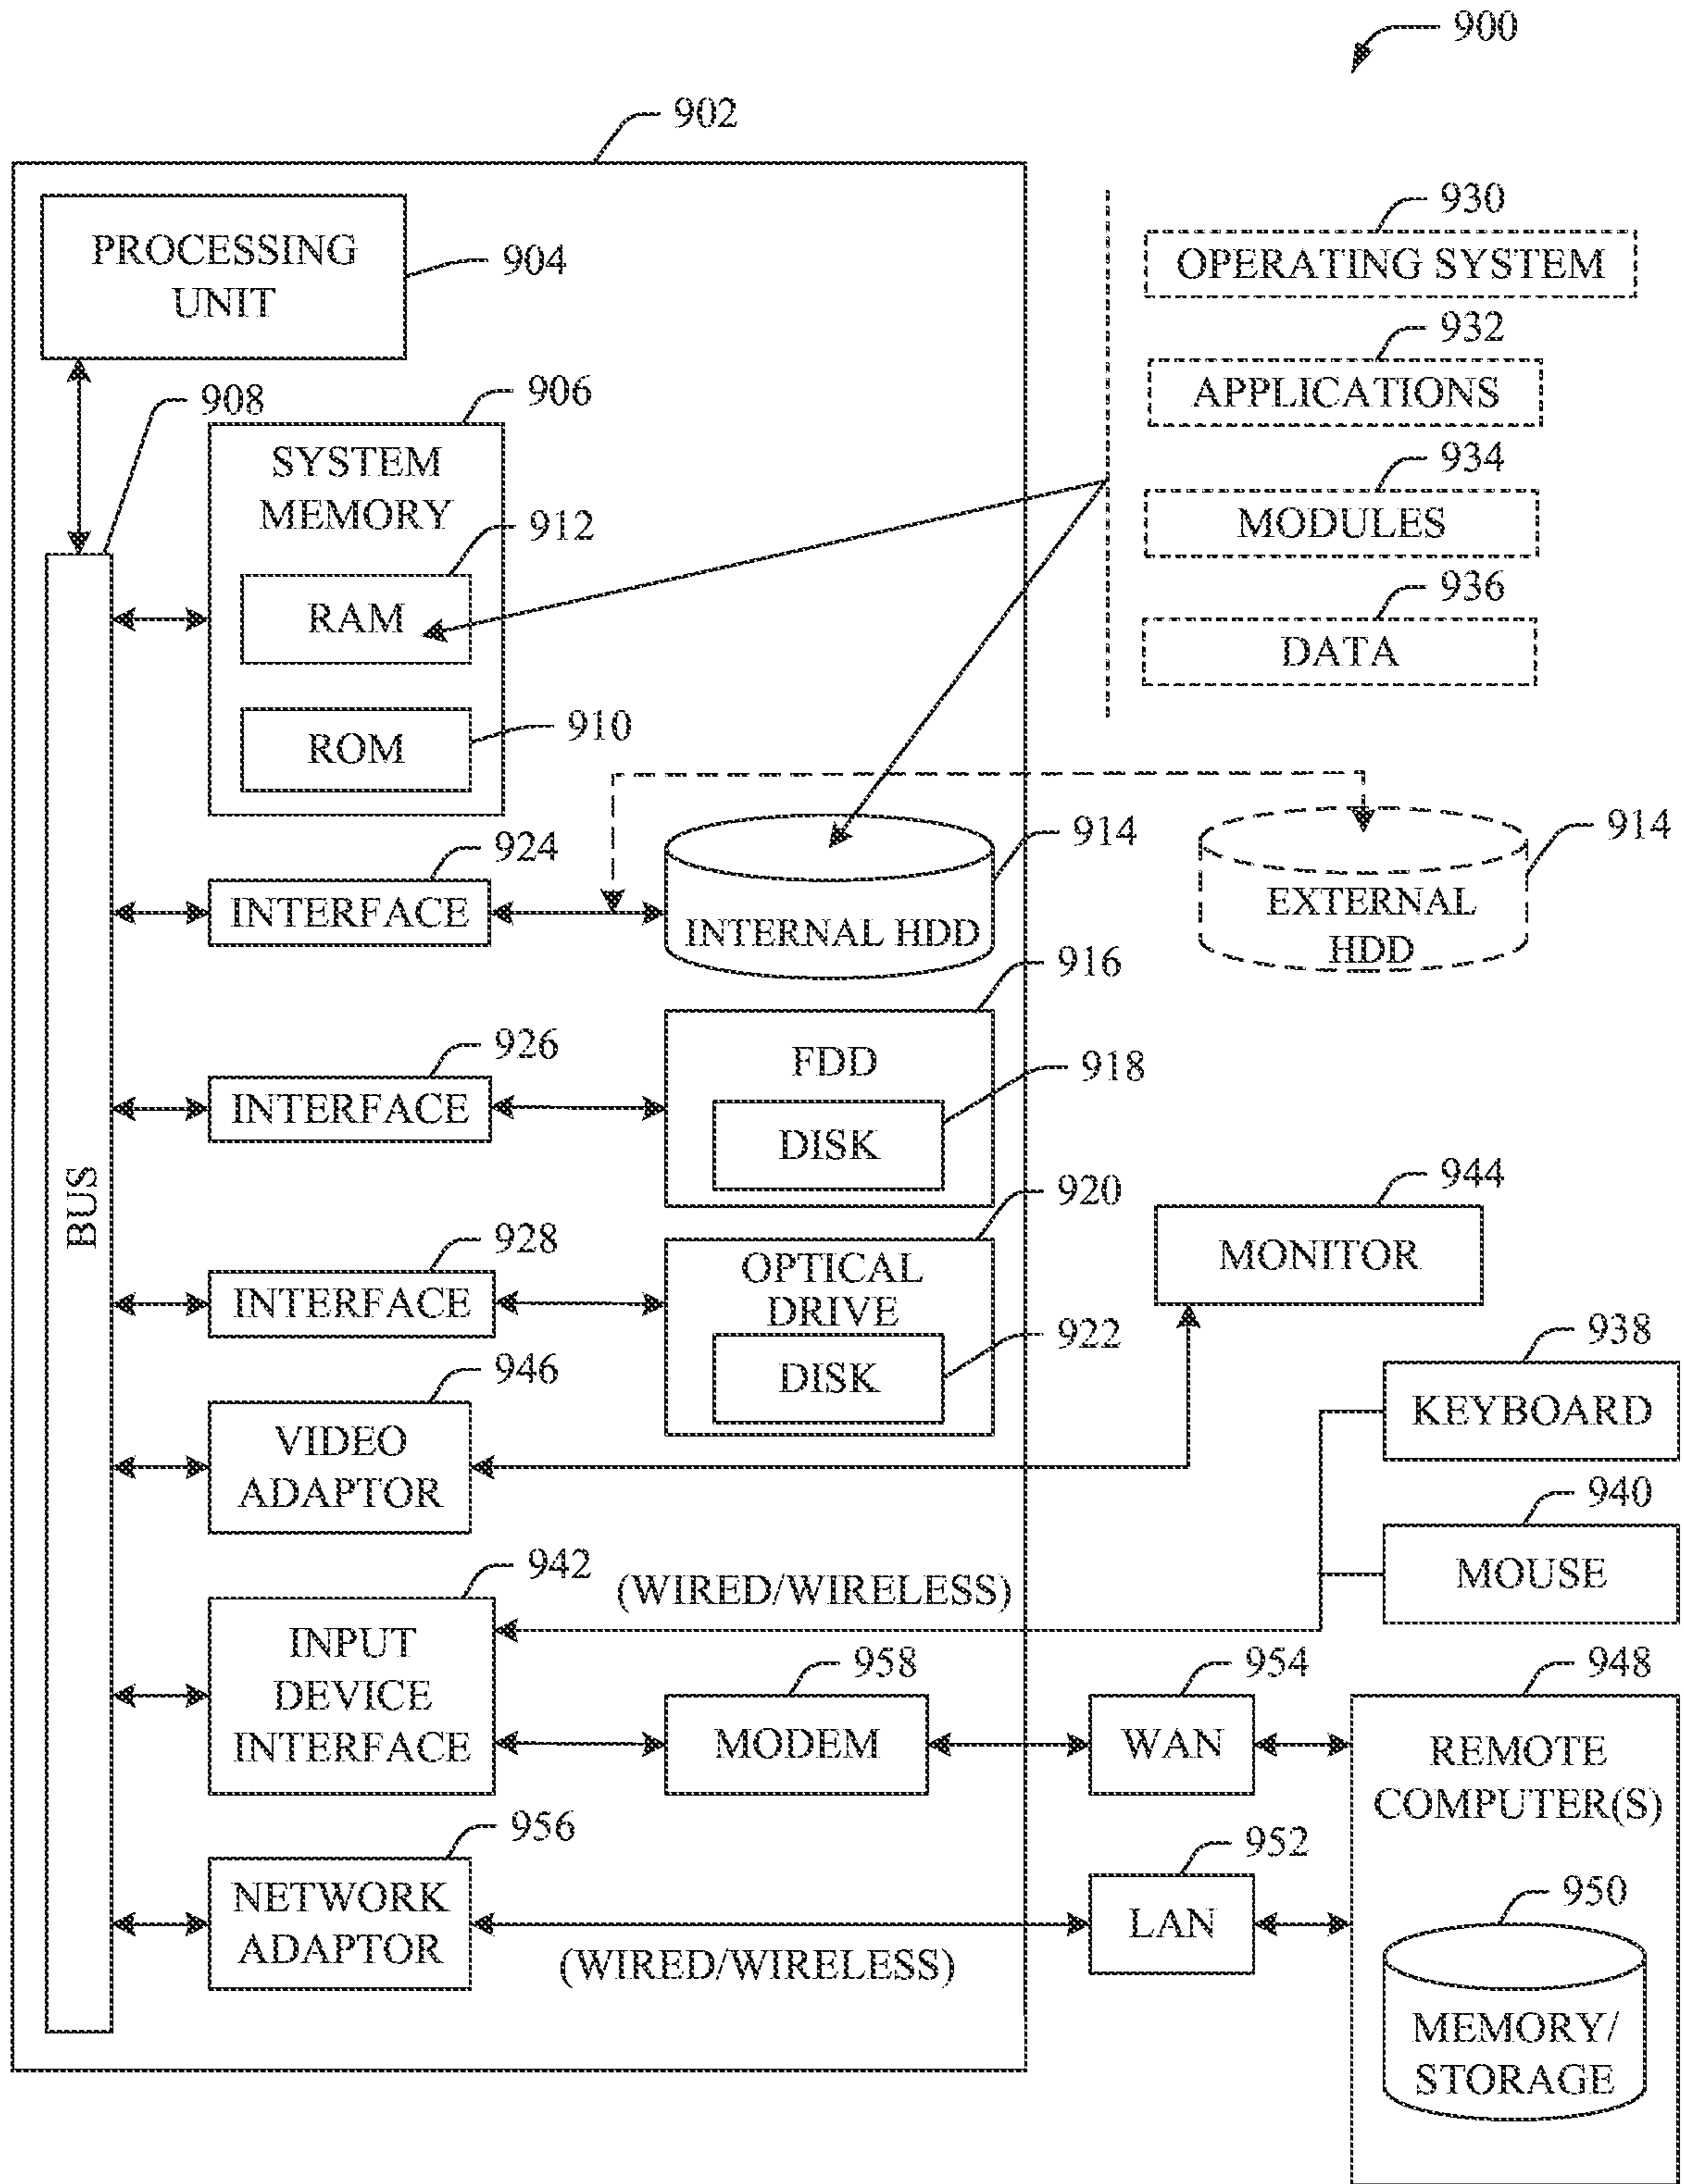 900
902
PROCESSING
UNIT
904
930
OPERATING SYSTEM
932
APPLICATIONS
934
MODULES
936
DATA
908
906
SYSTEM
MEMORY
912
RAM
910
ROM
BUS
924
INTERFACE
914
INTERNAL HDD
914
EXTERNAL
HDD
926
INTERFACE
916
FDD
918
DISK
928
INTERFACE
920
OPTICAL
DRIVE
922
DISK
944
MONITOR
946
VIDEO
ADAPTOR
938
KEYBOARD
940
MOUSE
942
INPUT
DEVICE
INTERFACE
(WIRED/WIRELESS)
958
MODEM
954
WAN
948
REMOTE
COMPUTER(S)
956
NETWORK
ADAPTOR
(WIRED/WIRELESS)
952
LAN
950
MEMORY/
STORAGE